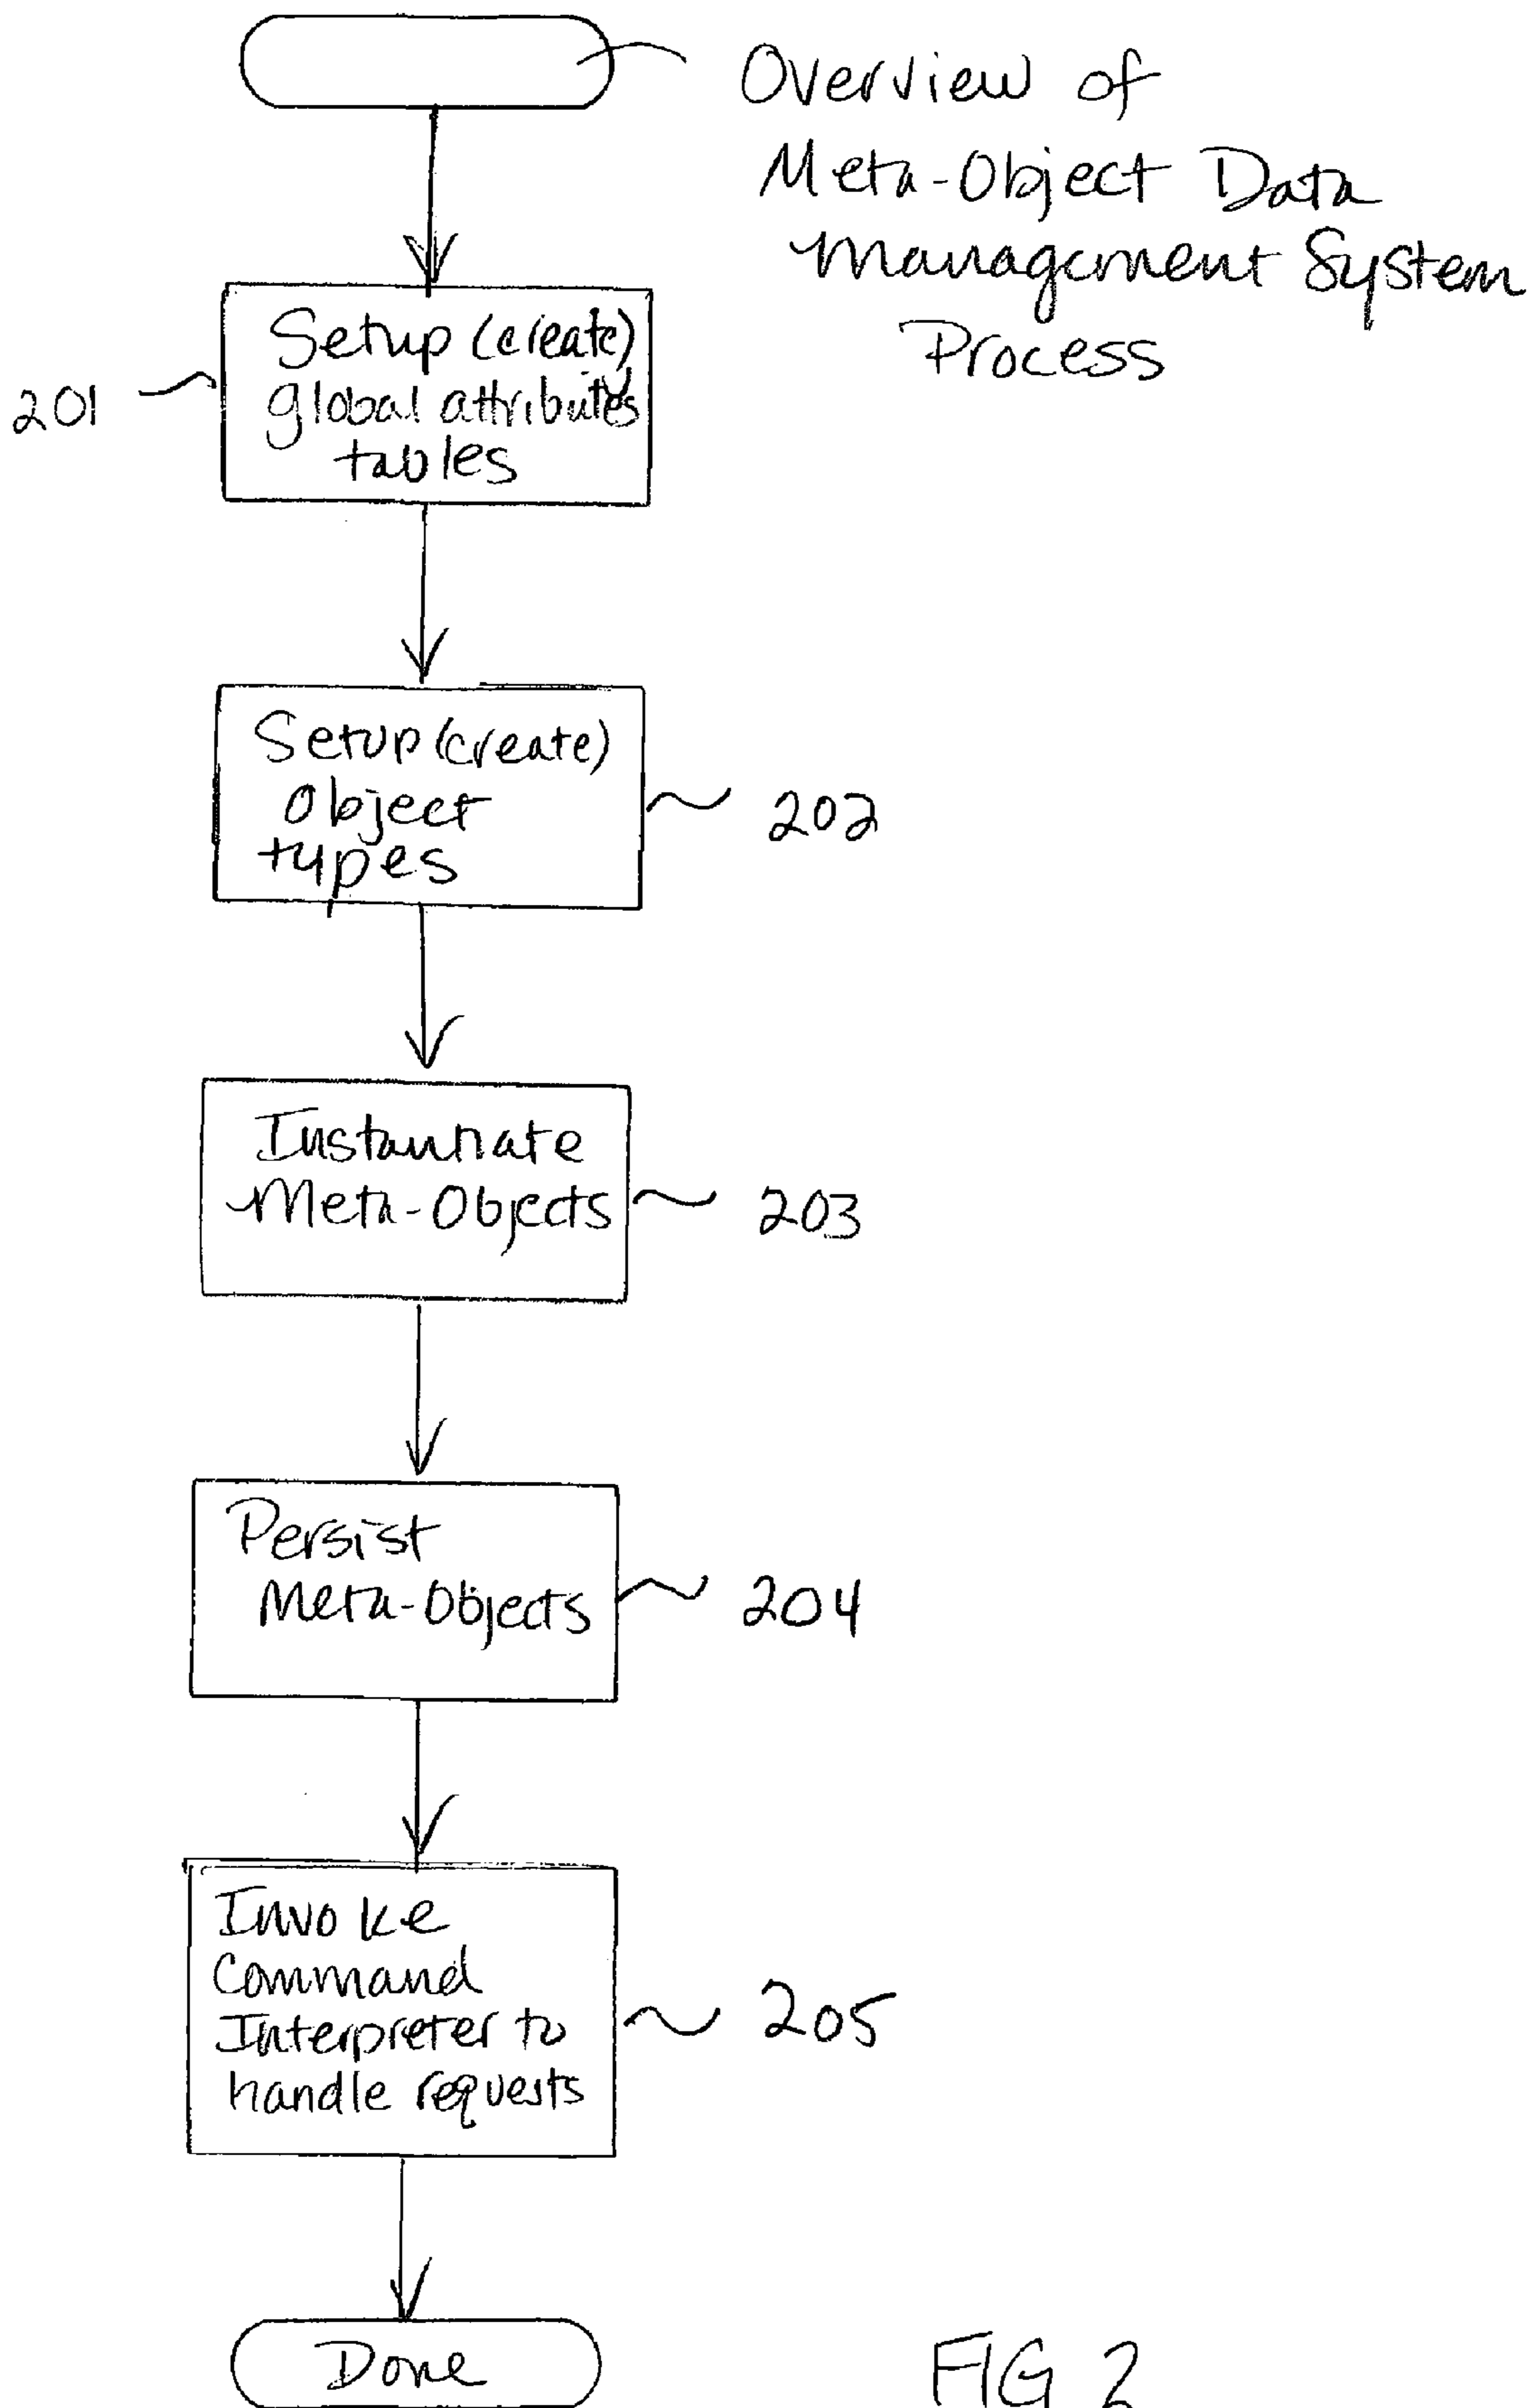 Overview of
Meta-Object Data
Management System
Process
201
Setup (create)
global attributes
tables
Setup (create)
Object
types
202
Instantiate
Meta-Objects
203
Persist
Meta-Objects
204
Invoke
Command
Interpreter to
handle requests
205
Done
FIG 2